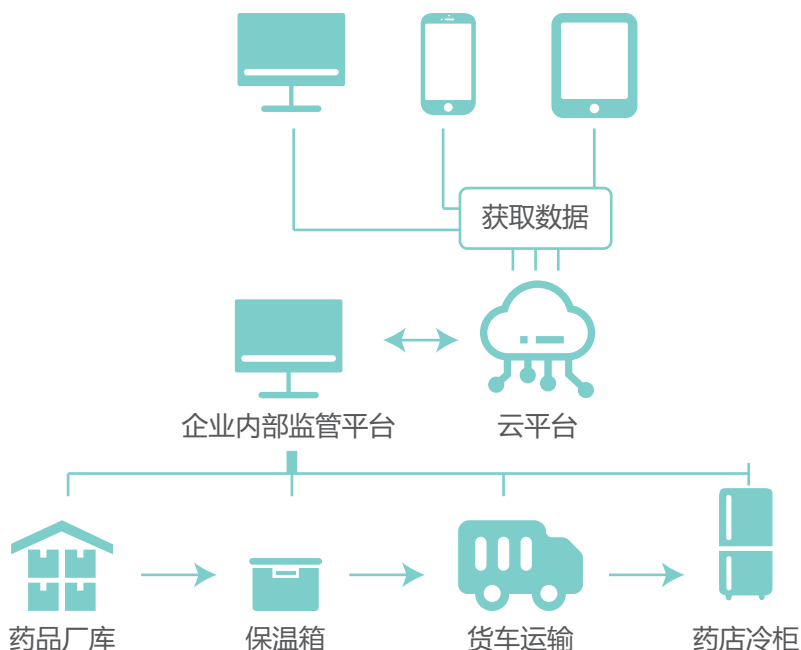 获取数据
企业内部监管平台
云平台
药品厂库
保温箱
货车运输
药店冷柜